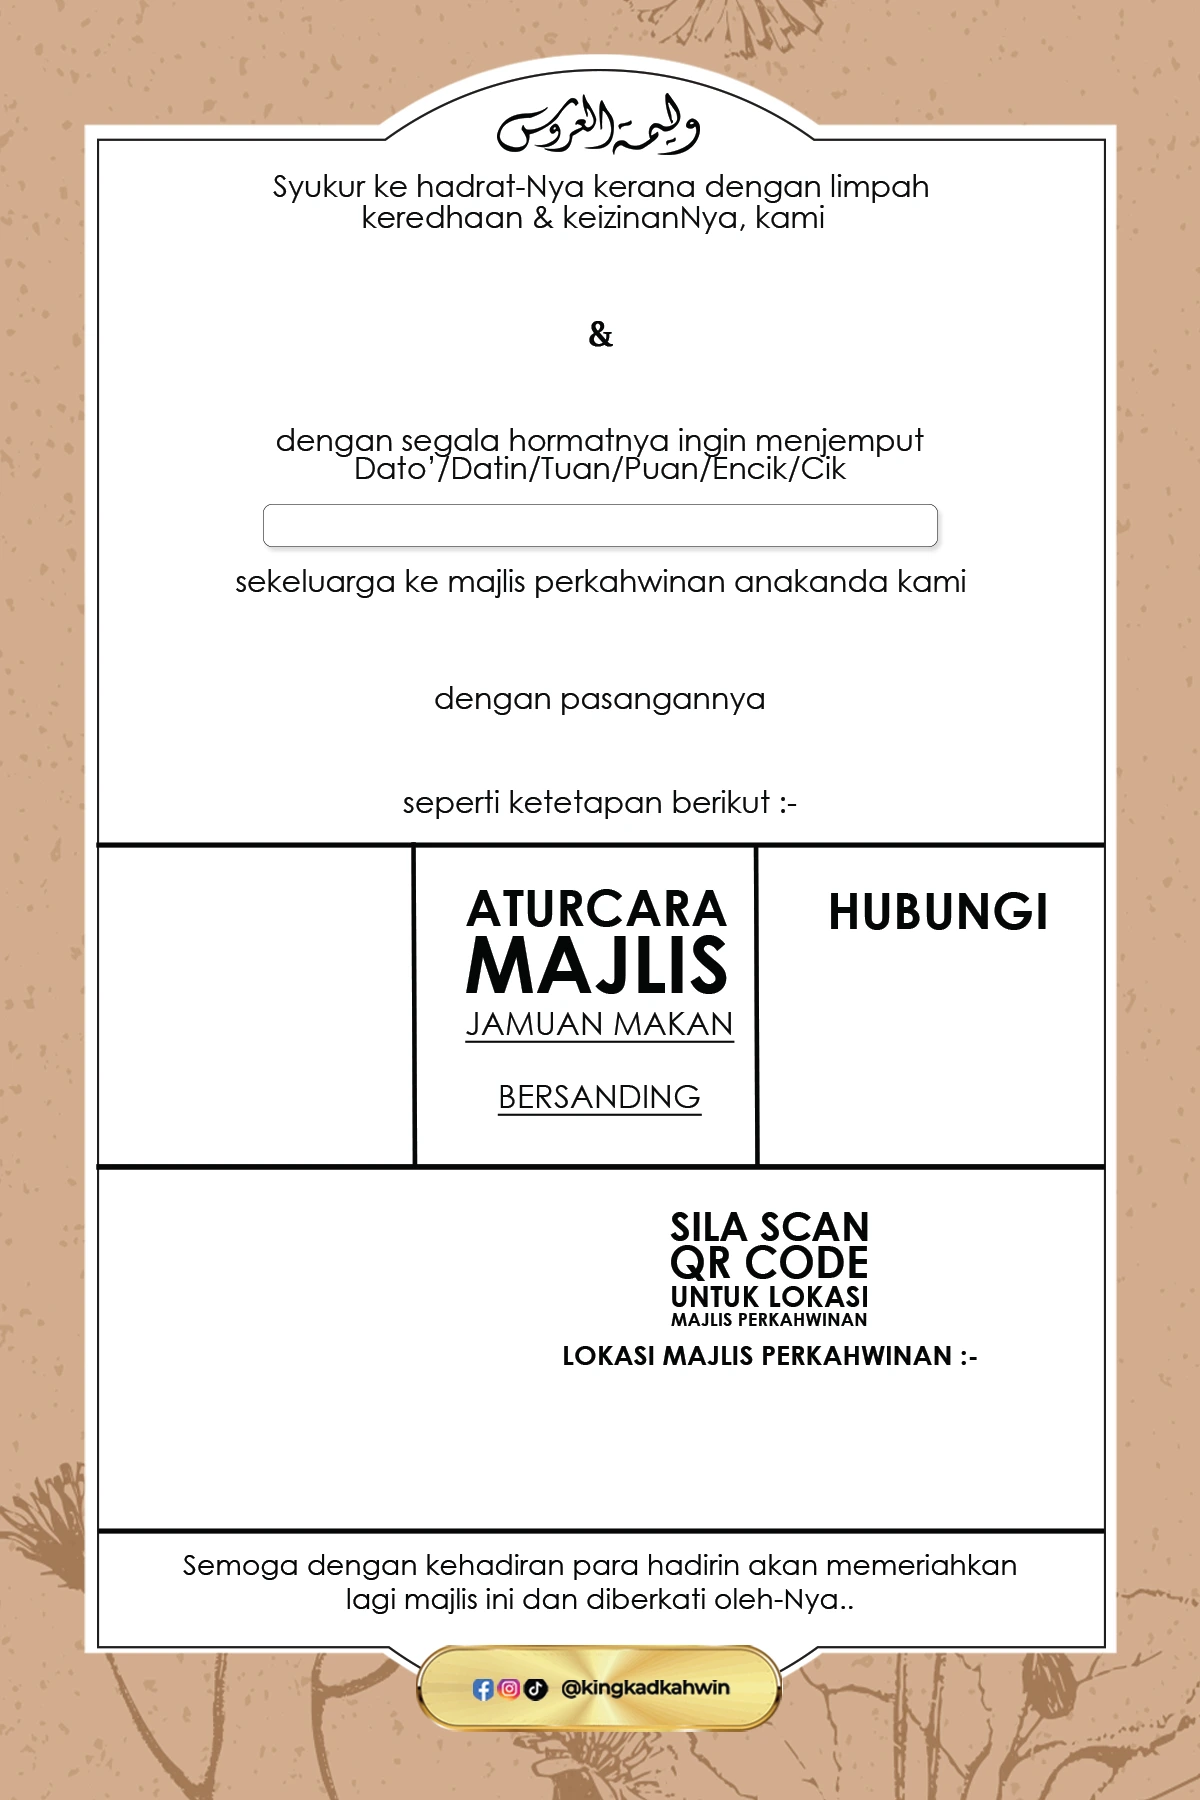 وليمة العروس
Syukur ke hadrat-Nya kerana dengan limpah
keredhaan & keizinanNya, kami
&
dengan segala hormatnya ingin menjemput
Dato’/Datin/Tuan/Puan/Encik/Cik
sekeluarga ke majlis perkahwinan anakanda kami
dengan pasangannya
seperti ketetapan berikut :-
ATURCARA
MAJLIS
JAMUAN MAKAN
BERSANDING
HUBUNGI
SILA SCAN
QR CODE
UNTUK LOKASI
MAJLIS PERKAHWINAN
LOKASI MAJLIS PERKAHWINAN :-
Semoga dengan kehadiran para hadirin akan memeriahkan
lagi majlis ini dan diberkati oleh-Nya..
@kingkadkahwin